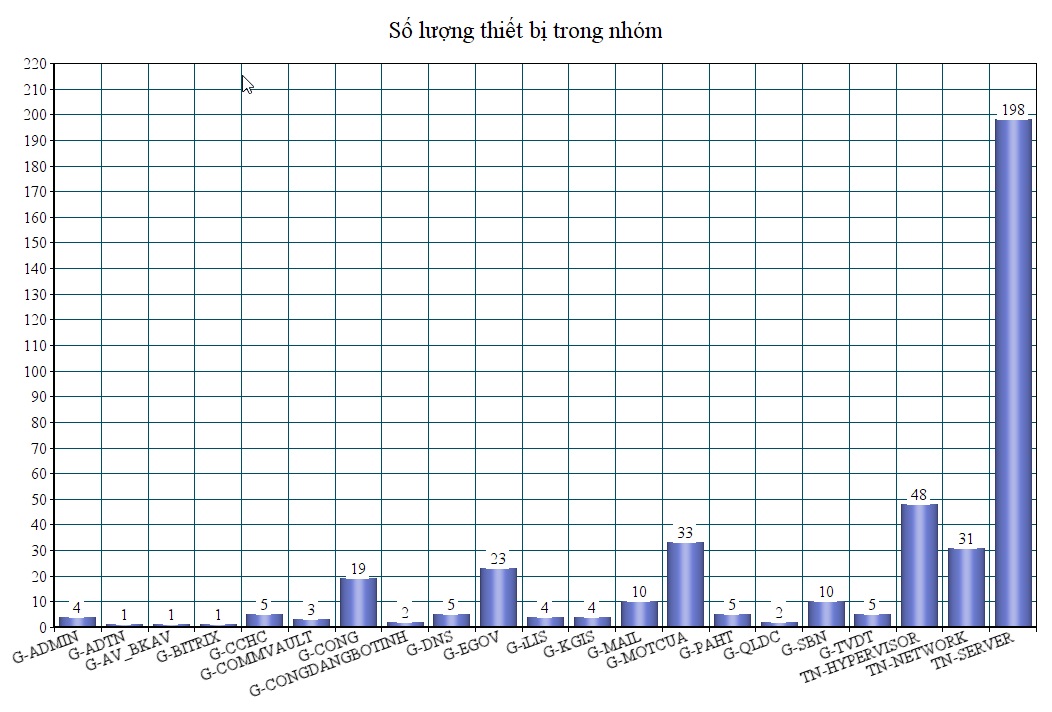 Số lượng thiết bị trong nhóm
220
210
200
190
180
170
160
150
140
130
120
110
100
90
80
70
60
50
40
30
20
10
0
4
1
1
1
5
3
19
2
5
23
4
4
10
33
5
2
10
5
48
31
198
G-ADMIN
G-ADTN
G-AV_BKAV
G-BITRIX
G-CCHC
G-COMMVAULT
G-CONG
G-CONGDANGBOTINH
G-DNS
G-EGOV
G-iLIS
G-KGIS
G-MAIL
G-MOTCUA
G-PAHT
G-QLDC
G-SBN
G-TVDT
TN-HYPERVISOR
TN-NETWORK
TN-SERVER